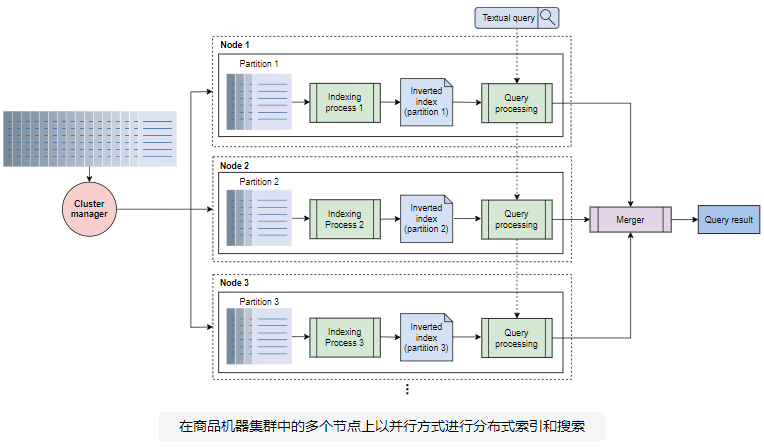 Textual query
Node 1
Partition 1
Indexing
process 1
Inverted
index
(partition 1)
Query
processing
Node 2
Partition 2
Cluster
manager
Indexing
Process 2
Inverted
index
(partition 2)
Query
processing
Merger
Query result
Node 3
Partition 3
Indexing
Process 3
Inverted
index
(partition 3)
Query
processing
在商品机器集群中的多个节点上以并行方式进行分布式索引和搜索